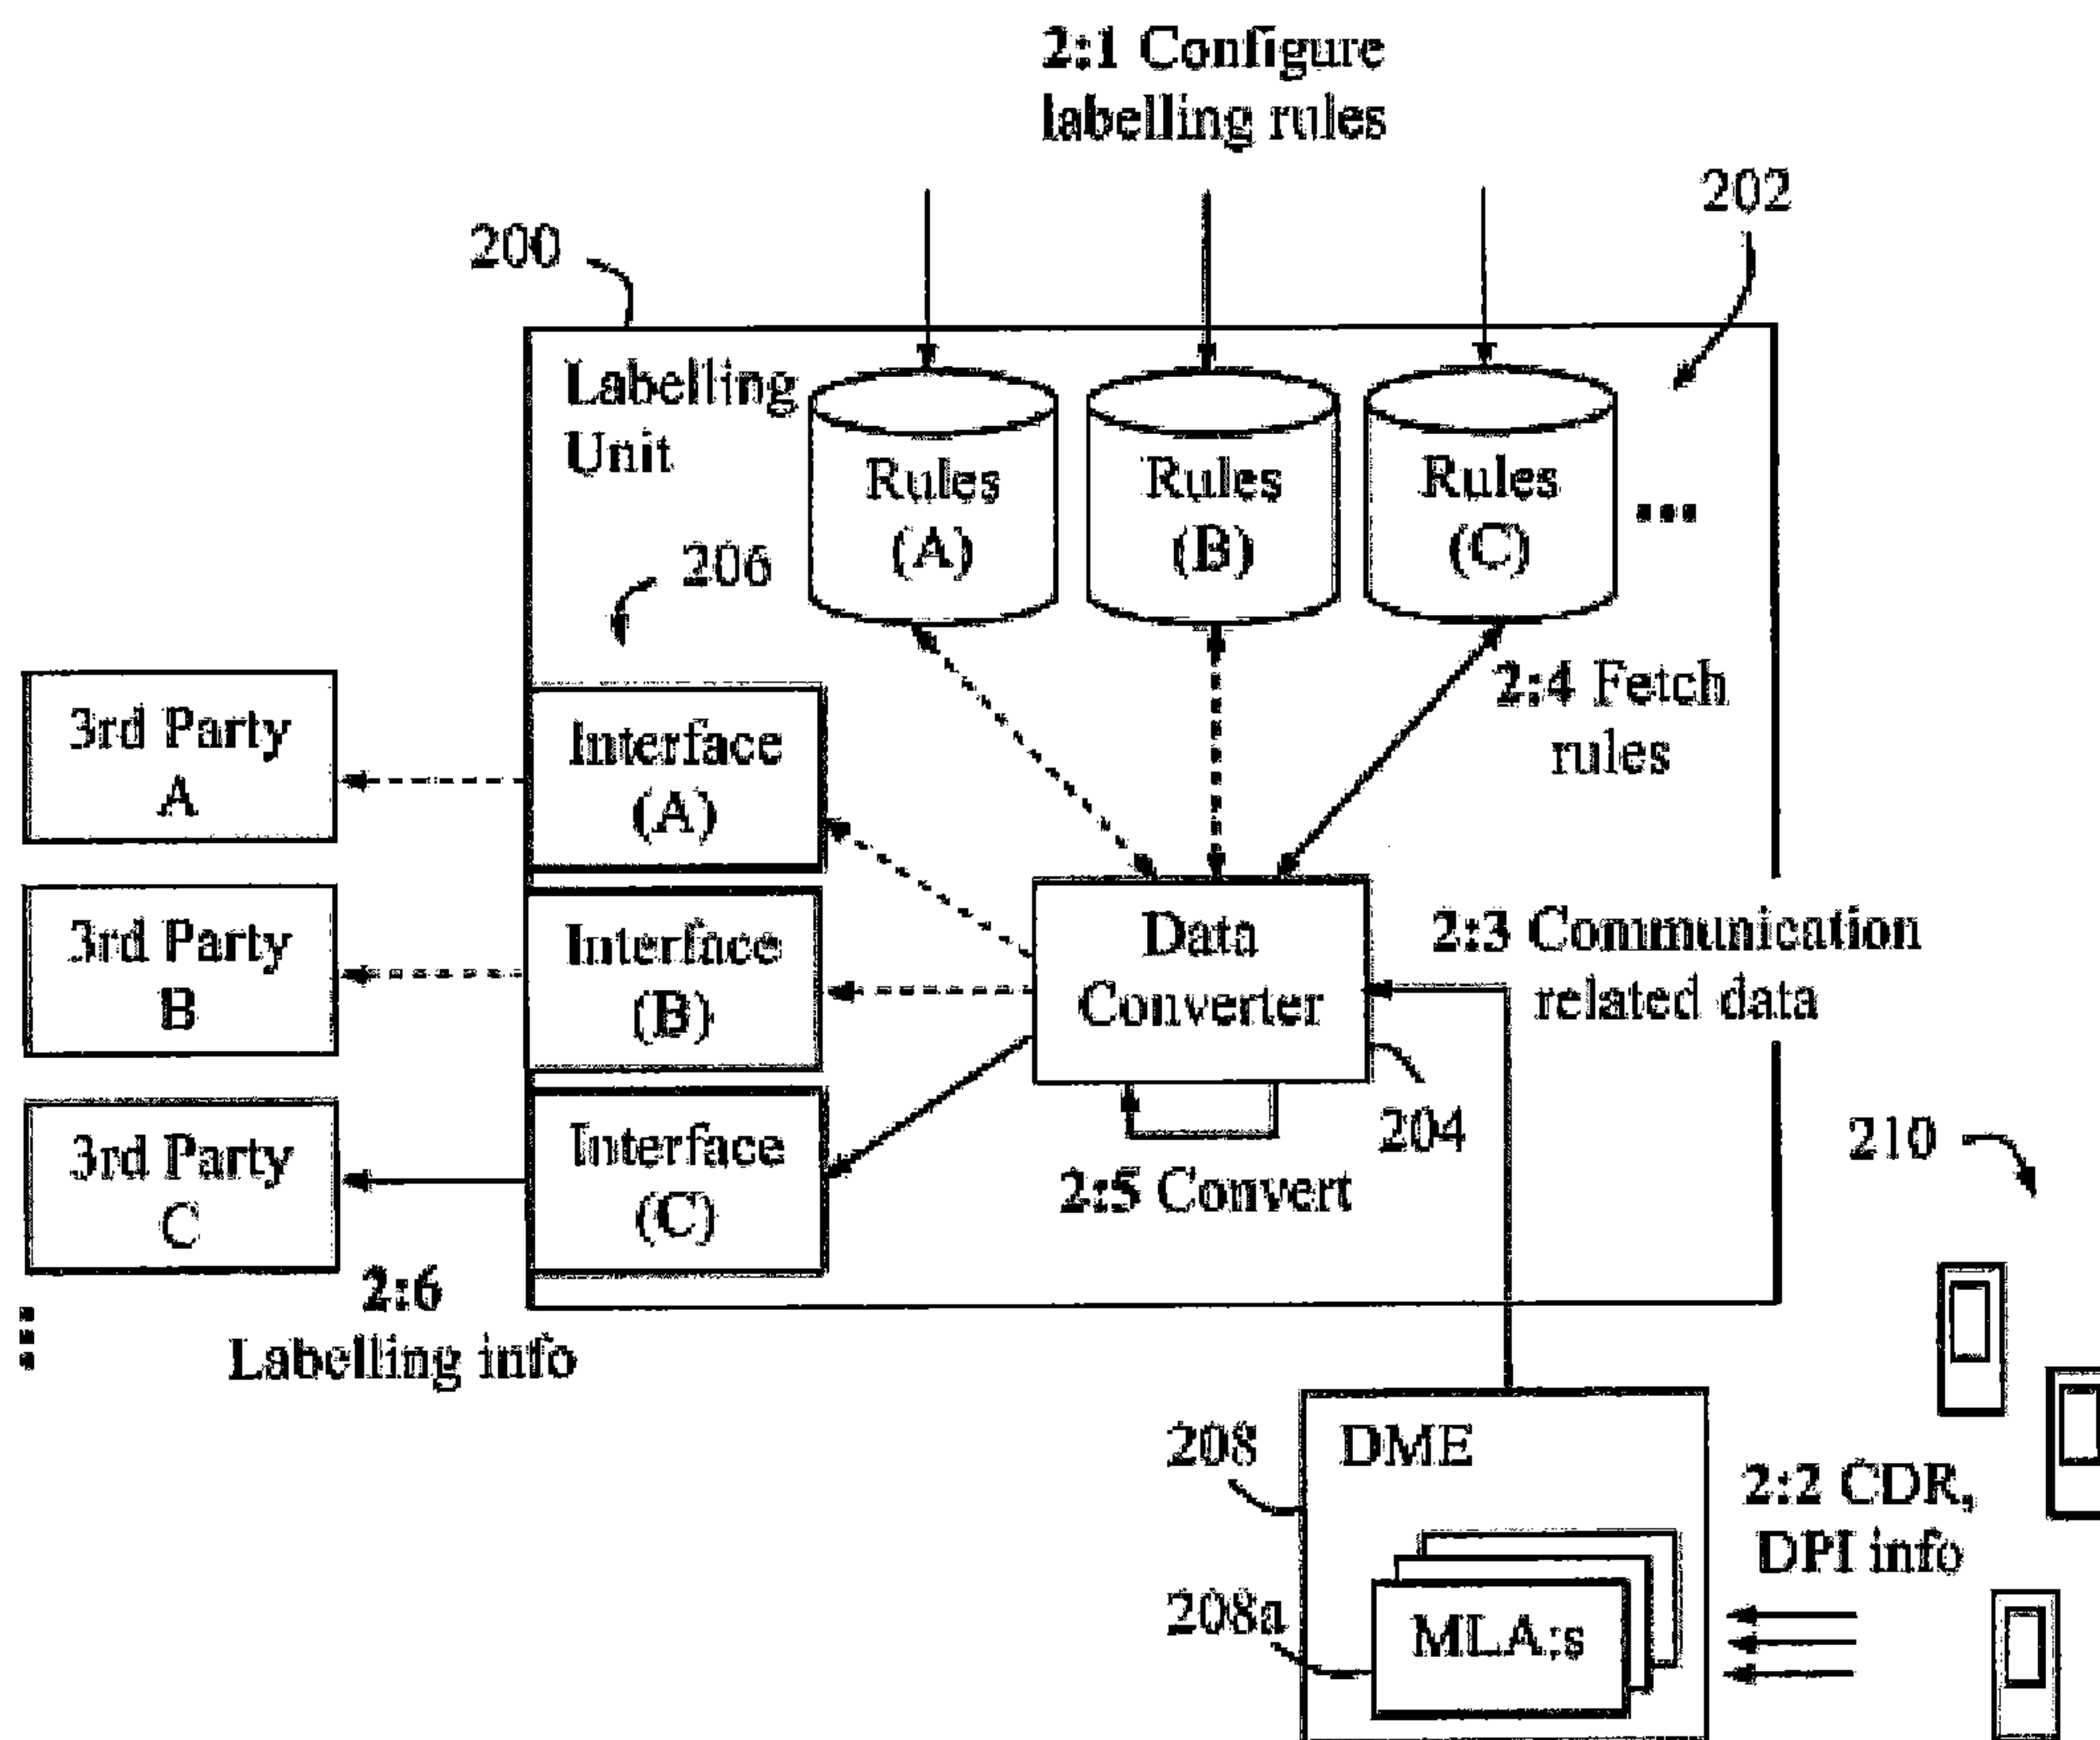 2:1 Configure
labelling rules
202
200
Labelling
Unit
Rules
(A)
Rules
(B)
Rules
(C)
...
206
2:4 Fetch
rules
3rd Party
A
Interface
(A)
3rd Party
B
Interface
(B)
Data
Converter
2:3 Communication
related data
204
210
3rd Party
C
Interface
(C)
2:5 Convert
2:6
Labelling info
208
DME
2:2 CDR,
DPI info
208a
MLA:s